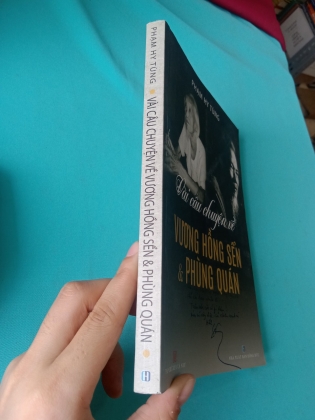 PHẠM HY TÙNG VÀI CÂU CHUYỆN VỀ VƯƠNG HỒNG SỂN & PHÙNG QUÁN
PHẠM HY TÙNG
Vài câu chuyện về
VƯƠNG HỒNG SỂN
& PHÙNG QUÁN